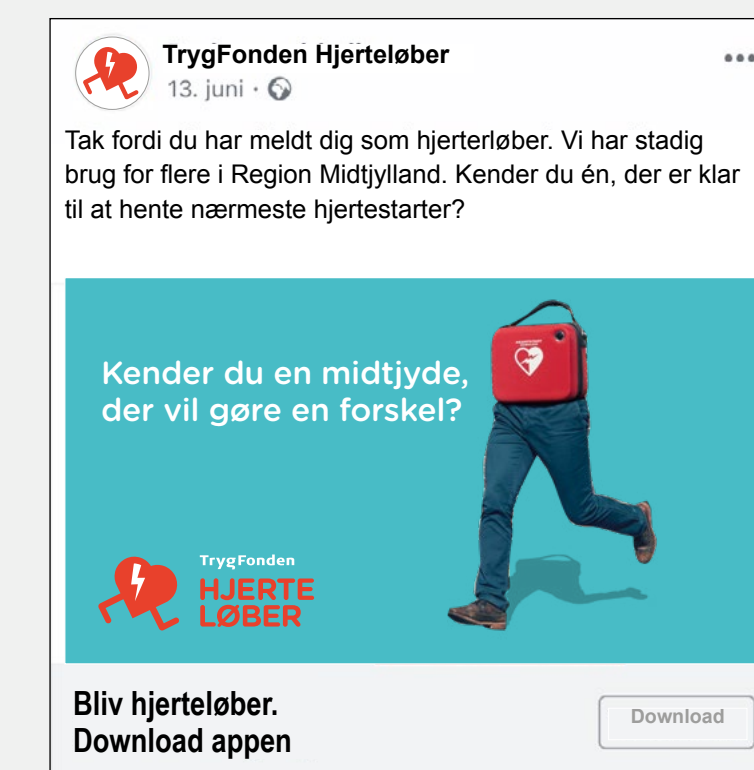 TrygFonden Hjerteløber
13. juni ·
Tak fordi du har meldt dig som hjerterløber. Vi har stadig
brug for flere i Region Midtjylland. Kender du én, der er klar
til at hente nærmeste hjertestarter?
Kender du en midtjyde,
der vil gøre en forskel?
TrygFonden
HJERTE
LØBER
Bliv hjerteløber.
Download appen
Download